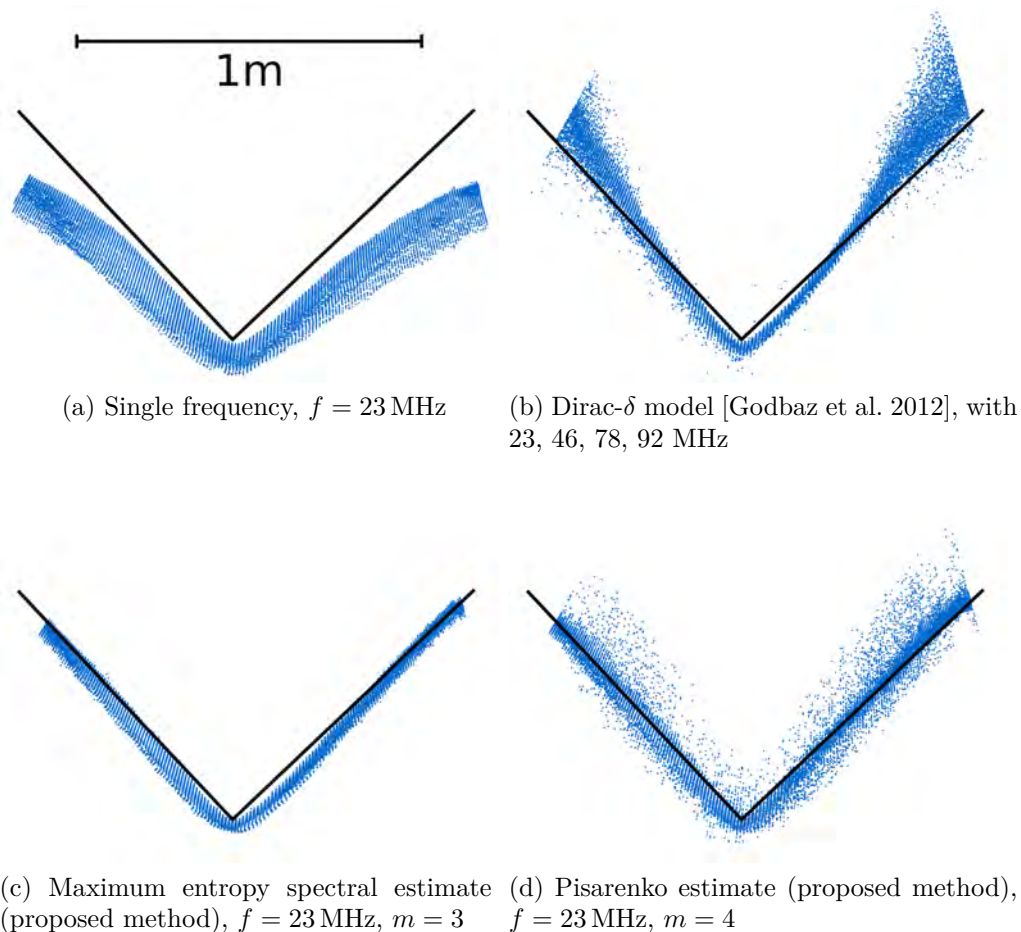 1m
(a) Single frequency, f = 23 MHz
(b) Dirac-δ model [Godbaz et al. 2012], with
23, 46, 78, 92 MHz
(c) Maximum entropy spectral estimate
(proposed method), f = 23 MHz, m = 3
(d) Pisarenko estimate (proposed method),
f = 23 MHz, m = 4